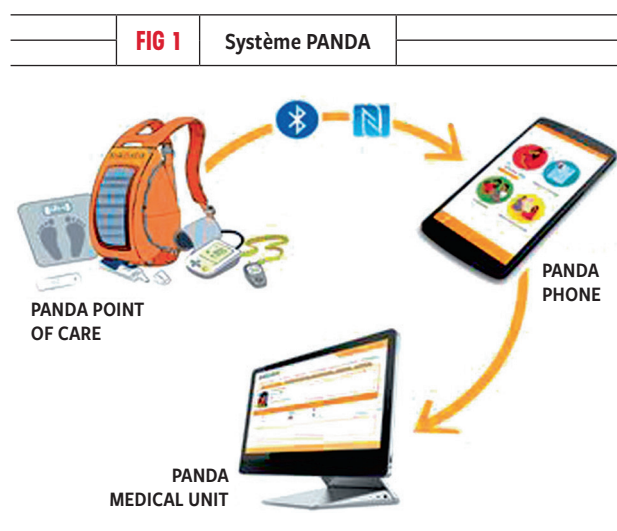 FIG 1
Système PANDA
PANDA POINT
OF CARE
PANDA
PHONE
PANDA
MEDICAL UNIT